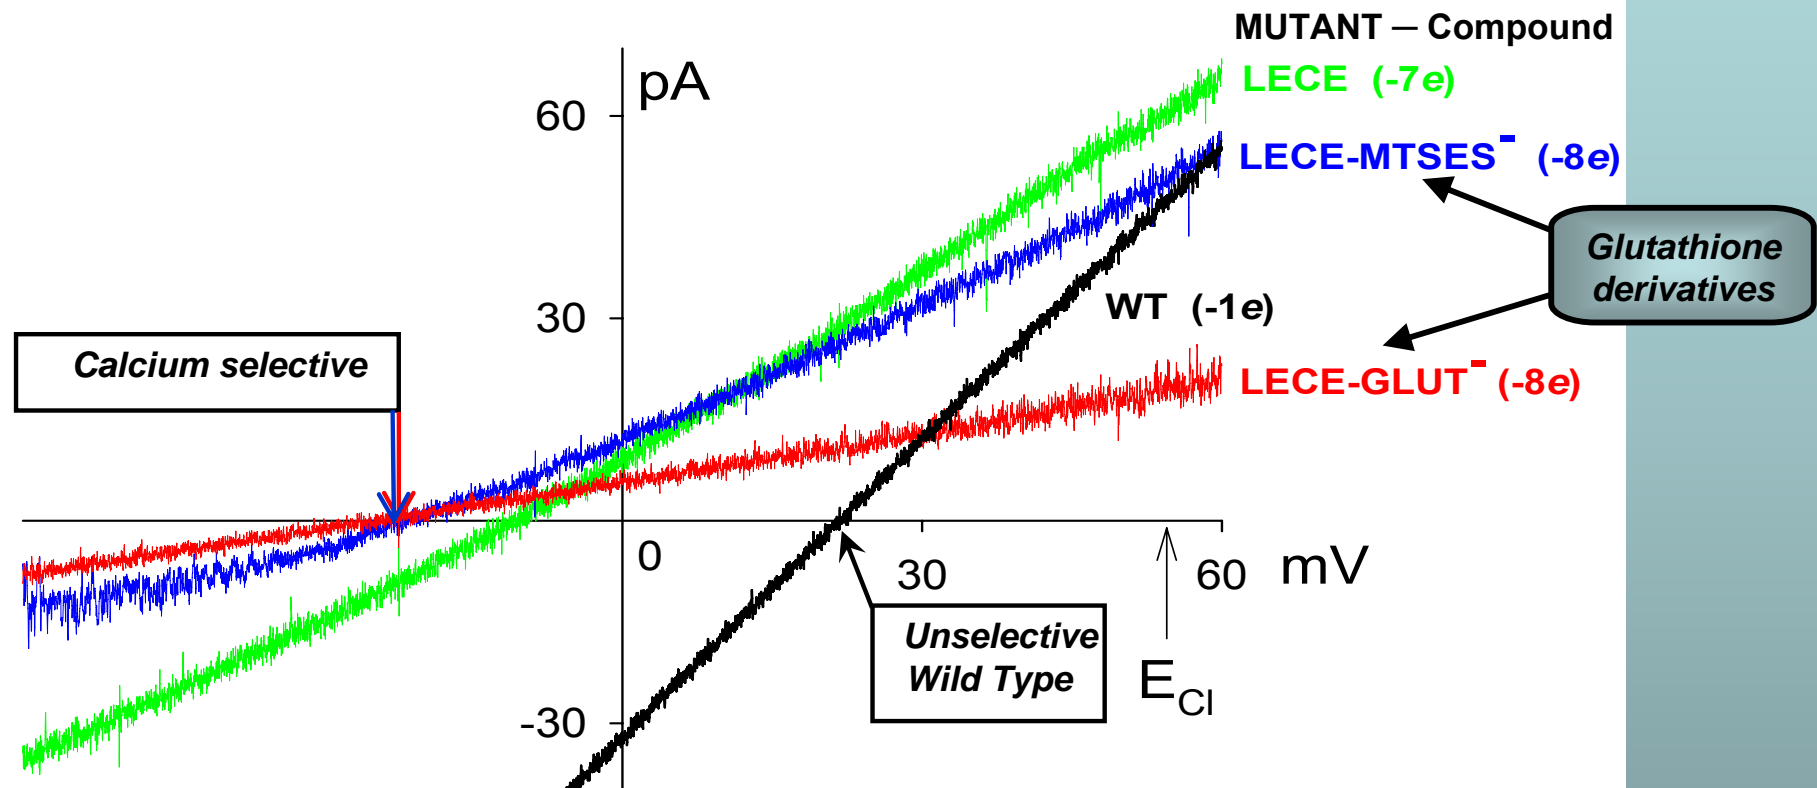 MUTANT – Compound
pA
LECE (-7e)
60
LECE-MTSES⁻ (-8e)
Glutathione
derivatives
WT (-1e)
30
Calcium selective
LECE-GLUT⁻ (-8e)
0
30
60
mV
Unselective
Wild Type
E_Cl
-30